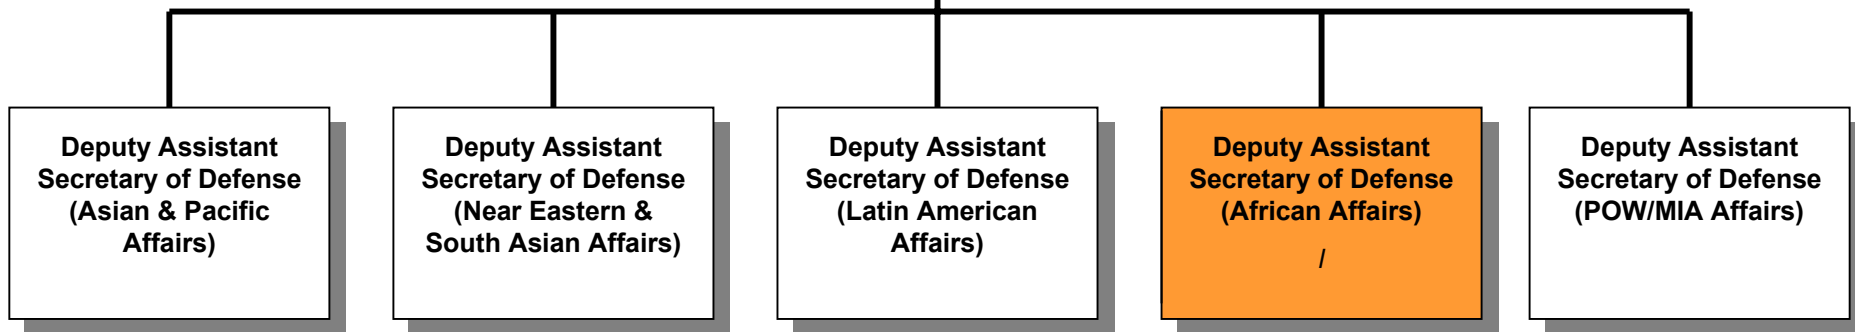 Deputy Assistant
Secretary of Defense
(Asian & Pacific
Affairs)
Deputy Assistant
Secretary of Defense
(Near Eastern &
South Asian Affairs)
Deputy Assistant
Secretary of Defense
(Latin American
Affairs)
Deputy Assistant
Secretary of Defense
(African Affairs)
/
Deputy Assistant
Secretary of Defense
(POW/MIA Affairs)